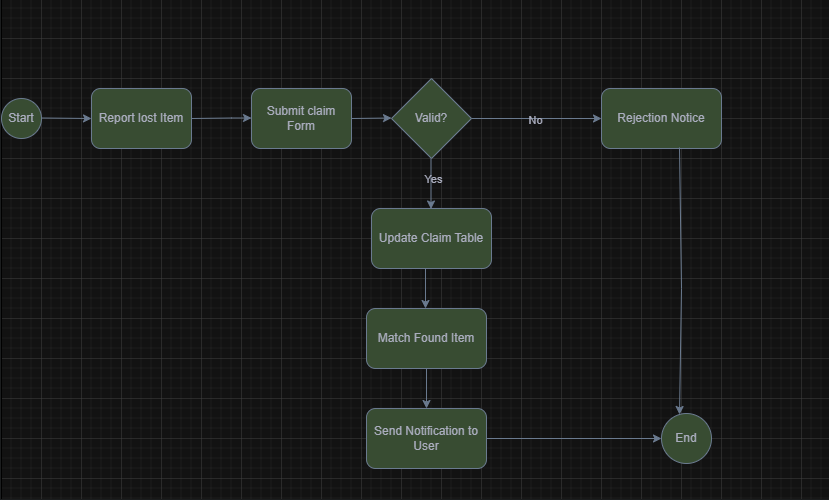 Start
Report lost Item
Submit claim
Form
Valid?
No
Rejection Notice
Yes
Update Claim Table
Match Found Item
Send Notification to
User
End